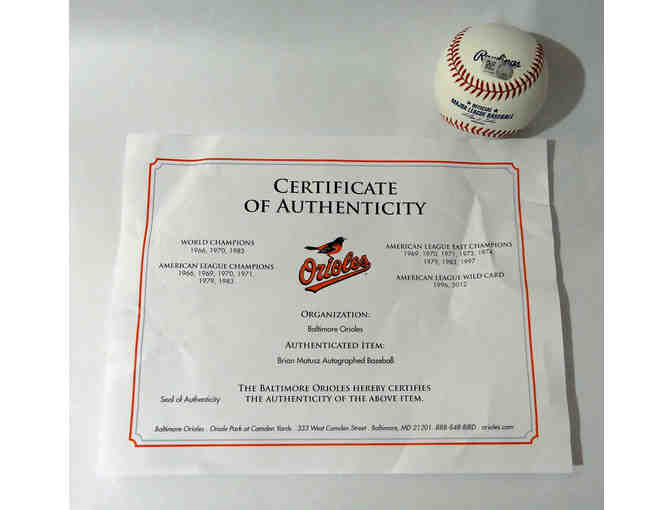 Rawlings
OFFICIAL
MAJOR LEAGUE BASEBALL
CERTIFICATE
OF AUTHENTICITY
WORLD CHAMPIONS
1966, 1970, 1983
AMERICAN LEAGUE CHAMPIONS
1966, 1969, 1970, 1971,
1979, 1983
Orioles
AMERICAN LEAGUE EAST CHAMPIONS
1969, 1970, 1971, 1973, 1974,
1979, 1983, 1997
AMERICAN LEAGUE WILD CARD
1996, 2012
ORGANIZATION:
Baltimore Orioles
AUTHENTICATED ITEM:
Brian Matusz Autographed Baseball
THE BALTIMORE ORIOLES HEREBY CERTIFIES
THE AUTHENTICITY OF THE ABOVE ITEM.
Seal of Authenticity
Baltimore Orioles Oriole Park at Camden Yards 333 West Camden Street Baltimore, MD 21201 888-848-BIRD orioles.com